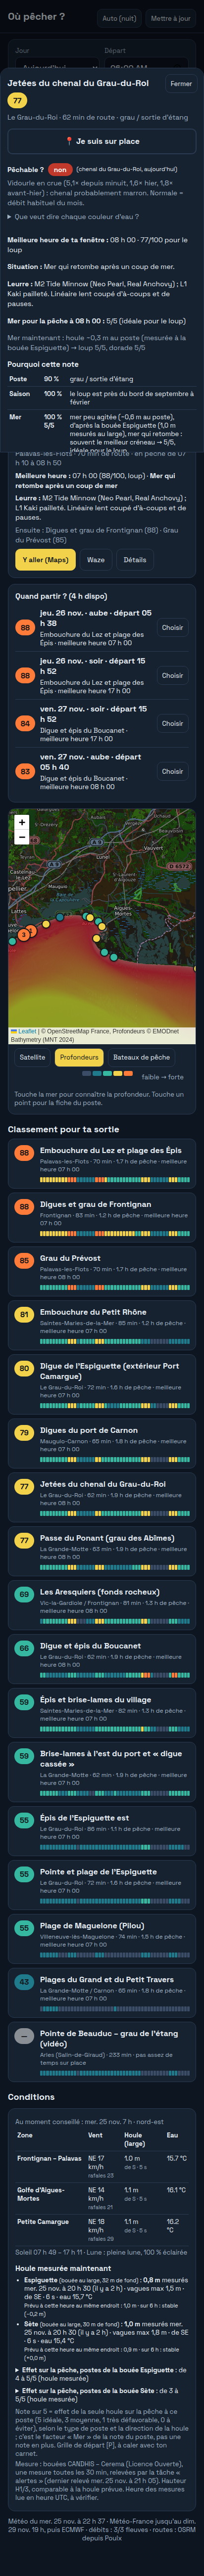 Où pêcher ?
Auto (nuit)
Mettre à jour
Jour
Départ
Jetées du chenal du Grau-du-Roi
Fermer
77
Le Grau-du-Roi · 62 min de route · grau / sortie d'étang
📍 Je suis sur place
Pêchable ? non (chenal du Grau-du-Roi, aujourd'hui)
Vidourle en crue (5,1× depuis minuit, 1,6× hier, 1,8×
avant-hier) : chenal probablement marron. Normale =
débit habituel du mois.
▶ Que veut dire chaque couleur d'eau ?
Meilleure heure de ta fenêtre : 08 h 00 · 77/100 pour le
loup
Situation : Mer qui retombe après un coup de mer.
Leurre : M2 Tide Minnow (Neo Pearl, Real Anchovy) ; L1
Kaki pailleté. Linéaire lent coupé d'à-coups et de
pauses.
Mer pour la pêche à 08 h 00 : 5/5 (idéale pour le loup)
Mer maintenant : houle ~0,3 m au poste (mesurée à la
bouée Espiguette) → loup 5/5, dorade 5/5
Pourquoi cette note
Poste 90 % grau / sortie d'étang
Saison 100 % le loup est près du bord de septembre à
février
Mer 100 % mer peu agitée (~0,6 m au poste),
5/5 d'après la bouée Espiguette (1,0 m
mesurés au large), mer qui retombe :
souvent le meilleur créneau → 5/5,
Palavas-les-Flots · 70 min de route · en pêche de 07
h 10 à 08 h 50
Meilleure heure : 07 h 00 (88/100, loup) · Mer qui
retombe après un coup de mer
Leurre : M2 Tide Minnow (Neo Pearl, Real Anchovy) ;
L1 Kaki pailleté. Linéaire lent coupé d'à-coups et de
pauses.
Ensuite : Digues et grau de Frontignan (88) · Grau
du Prévost (85)
Y aller (Maps)
Waze
Détails
Quand partir ? (4 h dispo)
88
jeu. 26 nov. · aube · départ 05
h 38
Embouchure du Lez et plage des
Épis · meilleure heure 07 h 00
Choisir
88
jeu. 26 nov. · soir · départ 15
h 52
Embouchure du Lez et plage des
Épis · meilleure heure 17 h 00
Choisir
84
ven. 27 nov. · soir · départ 15
h 52
Digue et épis du Boucanet ·
meilleure heure 17 h 00
Choisir
83
ven. 27 nov. · aube · départ
05 h 40
Digue et épis du Boucanet ·
meilleure heure 08 h 00
Choisir
+
−
Lunel
Vauvert
Mauguio
Lattes
Aigues-
Mortes
A 9
D 6572
3
Leaflet | © OpenStreetMap France, Profondeurs © EMODnet
Bathymetry (MNT 2024)
Satellite
Profondeurs
Bateaux de pêche
faible → forte
Touche la mer pour connaître la profondeur. Touche un
point pour la fiche du poste.
Classement pour ta sortie
88
Embouchure du Lez et plage des Épis
Palavas-les-Flots · 70 min · 1.7 h de pêche · meilleure
heure 07 h 00
88
Digues et grau de Frontignan
Frontignan · 83 min · 1.2 h de pêche · meilleure heure
07 h 00
85
Grau du Prévost
Palavas-les-Flots · 70 min · 1.7 h de pêche · meilleure
heure 08 h 00
81
Embouchure du Petit Rhône
Saintes-Maries-de-la-Mer · 85 min · 1.2 h de pêche ·
meilleure heure 07 h 00
80
Digue de l'Espiguette (extérieur Port
Camargue)
Le Grau-du-Roi · 72 min · 1.6 h de pêche · meilleure
heure 07 h 00
79
Digues du port de Carnon
Mauguio-Carnon · 65 min · 1.8 h de pêche · meilleure
heure 07 h 00
77
Jetées du chenal du Grau-du-Roi
Le Grau-du-Roi · 62 min · 1.9 h de pêche · meilleure
heure 08 h 00
77
Passe du Ponant (grau des Abîmes)
La Grande-Motte · 63 min · 1.9 h de pêche · meilleure
heure 08 h 00
69
Les Aresquiers (fonds rocheux)
Vic-la-Gardiole / Frontignan · 81 min · 1.3 h de pêche ·
meilleure heure 07 h 00
66
Digue et épis du Boucanet
Le Grau-du-Roi · 62 min · 1.9 h de pêche · meilleure
heure 08 h 00
59
Épis et brise-lames du village
Saintes-Maries-de-la-Mer · 82 min · 1.3 h de pêche ·
meilleure heure 07 h 00
59
Brise-lames à l'est du port et « digue
cassée »
La Grande-Motte · 62 min · 1.9 h de pêche · meilleure
heure 08 h 00
55
Épis de l'Espiguette est
Le Grau-du-Roi · 86 min · 1.1 h de pêche · meilleure
heure 07 h 00
55
Pointe et plage de l'Espiguette
Le Grau-du-Roi · 72 min · 1.6 h de pêche · meilleure
heure 07 h 00
55
Plage de Maguelone (Pilou)
Villeneuve-lès-Maguelone · 74 min · 1.5 h de pêche ·
meilleure heure 07 h 00
43
Plages du Grand et du Petit Travers
La Grande-Motte / Carnon · 65 min · 1.8 h de pêche ·
meilleure heure 07 h 00
—
Pointe de Beauduc – grau de l'étang
(vidéo)
Arles (Salin-de-Giraud) · 233 min · pas assez de
temps sur place
Conditions
Au moment conseillé : mer. 25 nov. 7 h · nord-est
Zone Vent Houle (large) Eau
Frontignan – Palavas NE 17 km/h rafales 23 1.0 m de S · 5 s 15.7 °C
Golfe d'Aigues-Mortes NE 14 km/h rafales 21 1.1 m de S · 5 s 16.1 °C
Petite Camargue NE 18 km/h rafales 29 1.1 m de S · 5 s 16.2 °C
Soleil 07 h 49 – 17 h 11 · Lune : pleine lune, 100 % éclairée
Houle mesurée maintenant
• Espiguette (bouée au large, 32 m de fond) : 0,8 m mesurés
mer. 25 nov. à 20 h 30 (il y a 2 h) · vagues max 1,5 m ·
de SE · 6 s · eau 15,7 °C
Prévu à cette heure au même endroit : 1,0 m · sur 6 h : stable
(−0,2 m)
• Sète (bouée au large, 30 m de fond) : 1,0 m mesurés mer.
25 nov. à 20 h 30 (il y a 2 h) · vagues max 1,8 m · de SE
· 6 s · eau 15,4 °C
Prévu à cette heure au même endroit : 0,9 m · sur 6 h : stable
(+0,0 m)
▶ Effet sur la pêche, postes de la bouée Espiguette : de
4 à 5/5 (houle mesurée)
▶ Effet sur la pêche, postes de la bouée Sète : de 3 à
5/5 (houle mesurée)
Note sur 5 = effet de la seule houle sur la pêche à ce
poste (5 idéale, 3 moyenne, 1 très défavorable, 0 à
éviter), selon le type de poste et la direction de la houle
; c'est le facteur « Mer » de la note du poste, pas une
note en plus. Grille de départ [P], à caler avec ton
carnet.
Mesure : bouées CANDHIS – Cerema (Licence Ouverte),
une mesure toutes les 30 min, relevées par la tâche «
alertes » (dernier relevé mer. 25 nov. à 21 h 05). Hauteur
H1/3, comparable à la houle prévue. Heure des mesures
lue en heure UTC, à vérifier.
Météo du mer. 25 nov. à 22 h 37 · Météo-France jusqu'au dim.
29 nov. 19 h, puis ECMWF · débits : 3/3 fleuves · routes : OSRM
depuis Poulx